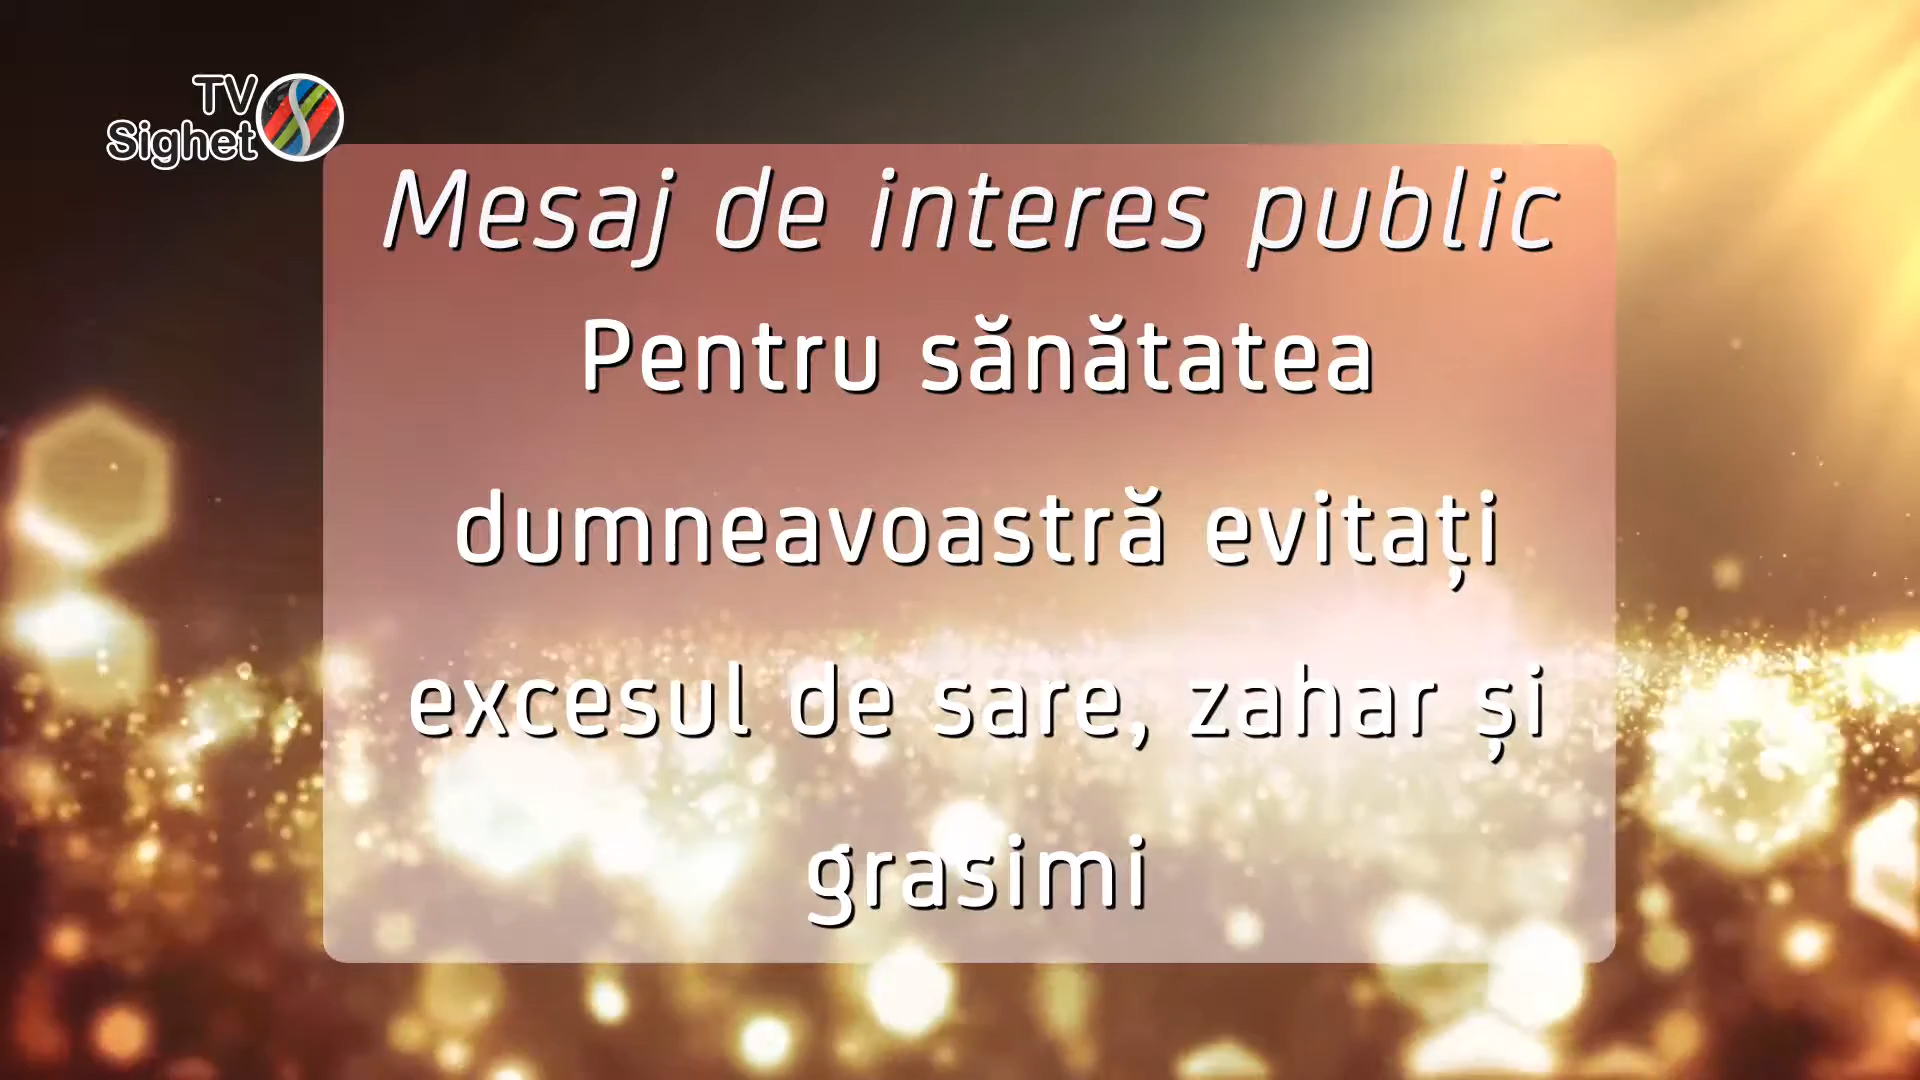 TV
Sighet
Mesaj de interes public
Pentru sănătatea
dumneavoastră evitați
excesul de sare, zahar și
grasimi